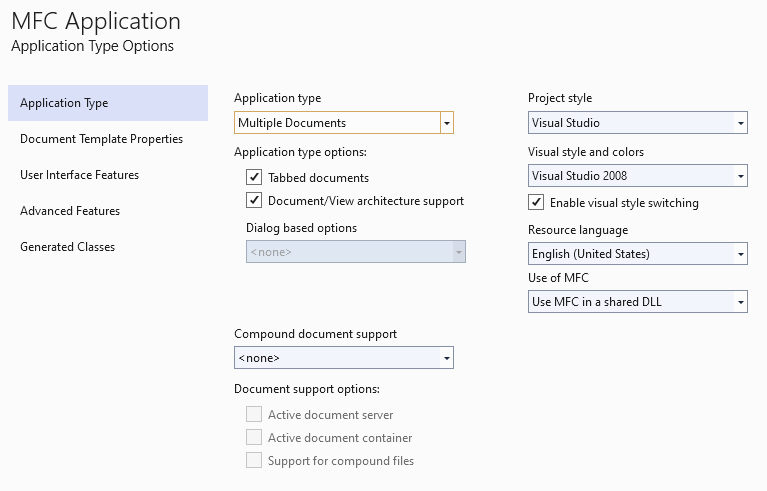 MFC Application
Application Type Options
Application Type
Document Template Properties
User Interface Features
Advanced Features
Generated Classes
Application type
Multiple Documents
Application type options:
Tabbed documents
Document/View architecture support
Dialog based options
<none>
Compound document support
<none>
Document support options:
Active document server
Active document container
Support for compound files
Project style
Visual Studio
Visual style and colors
Visual Studio 2008
Enable visual style switching
Resource language
English (United States)
Use of MFC
Use MFC in a shared DLL